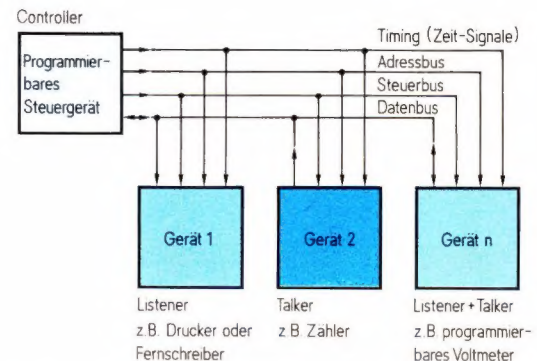 Controller
Programmier-
bares
Steuergerät
Timing (Zeit-Signale)
Adressbus
Steuerbus
Datenbus
Gerät 1
Gerät 2
Gerät n
Listener
z.B. Drucker oder
Fernschreiber
Talker
z.B. Zähler
Listener + Talker
z.B. programmier-
bares Voltmeter